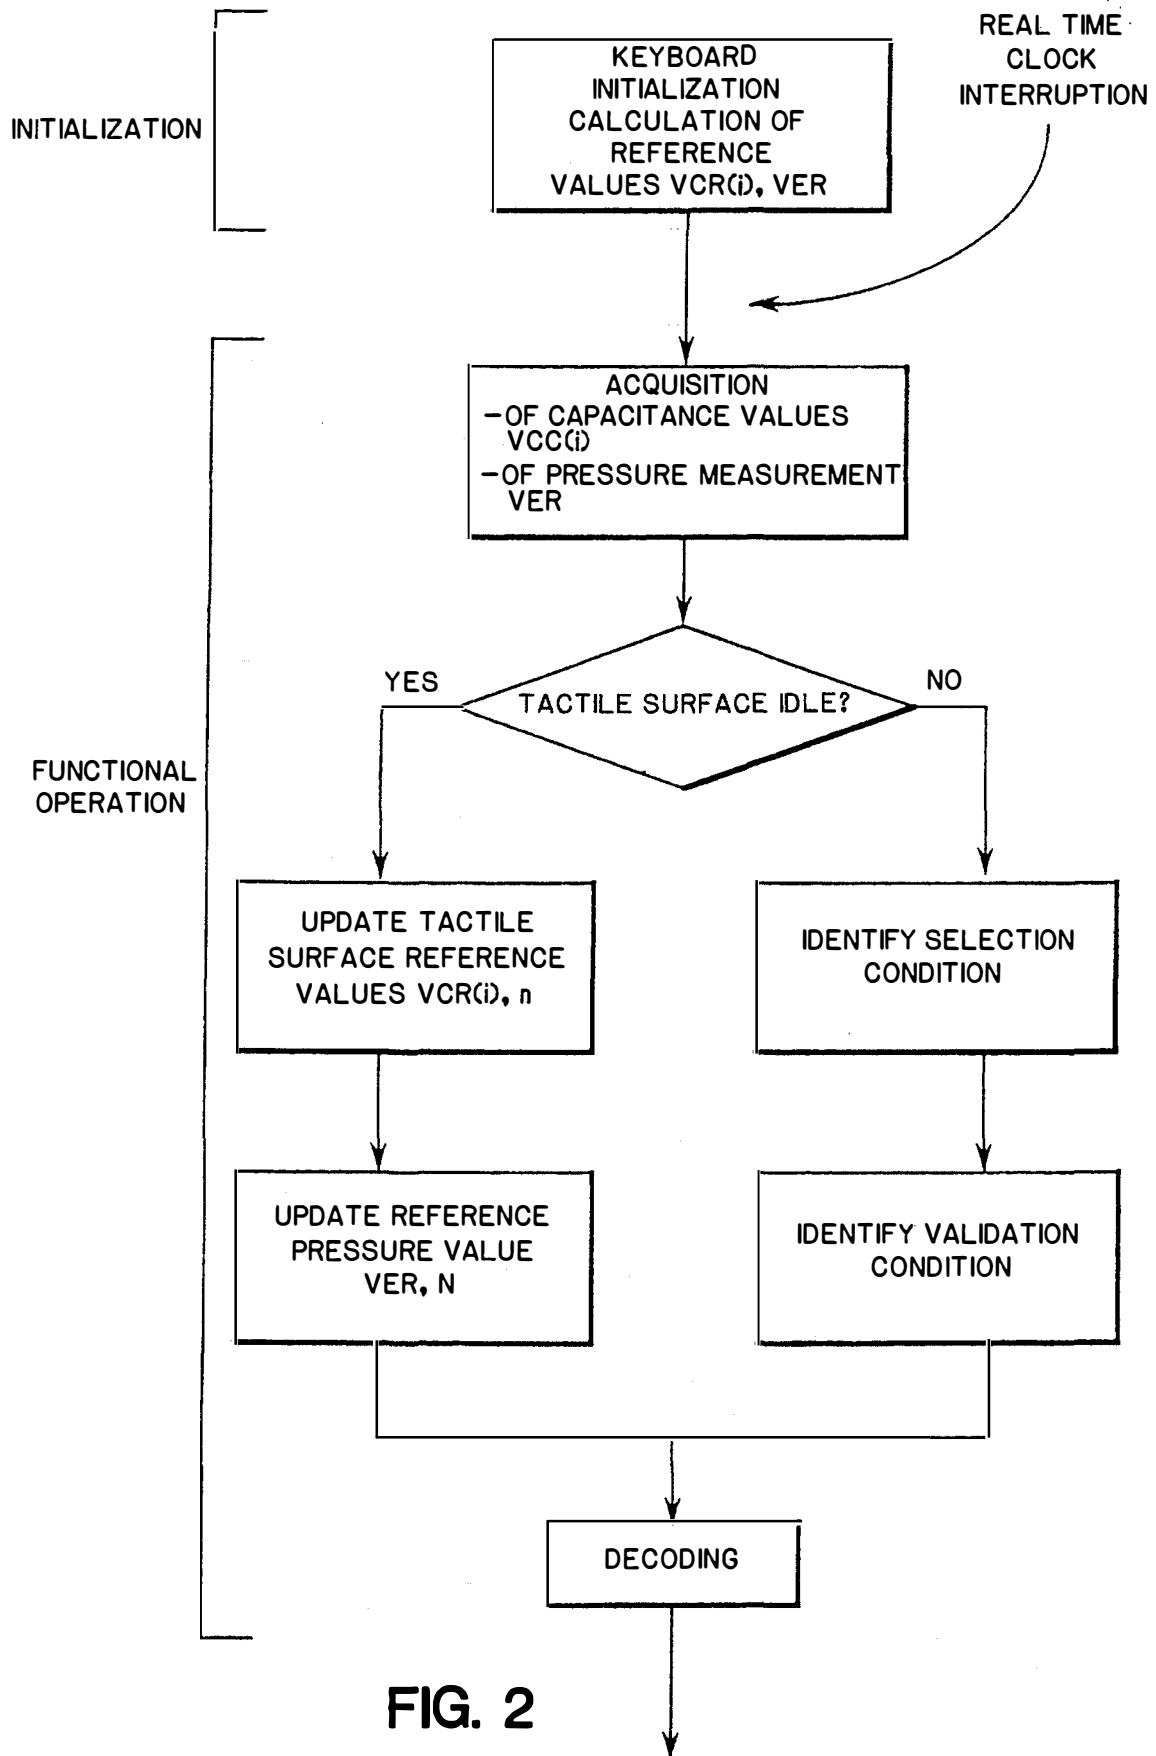 REAL TIME
CLOCK
INTERRUPTION
INITIALIZATION
KEYBOARD
INITIALIZATION
CALCULATION OF
REFERENCE
VALUES VCR(i), VER
ACQUISITION
-OF CAPACITANCE VALUES
VCC(i)
-OF PRESSURE MEASUREMENT
VER
YES
NO
TACTILE SURFACE IDLE?
FUNCTIONAL
OPERATION
UPDATE TACTILE
SURFACE REFERENCE
VALUES VCR(i), n
IDENTIFY SELECTION
CONDITION
UPDATE REFERENCE
PRESSURE VALUE
VER, N
IDENTIFY VALIDATION
CONDITION
DECODING
FIG. 2